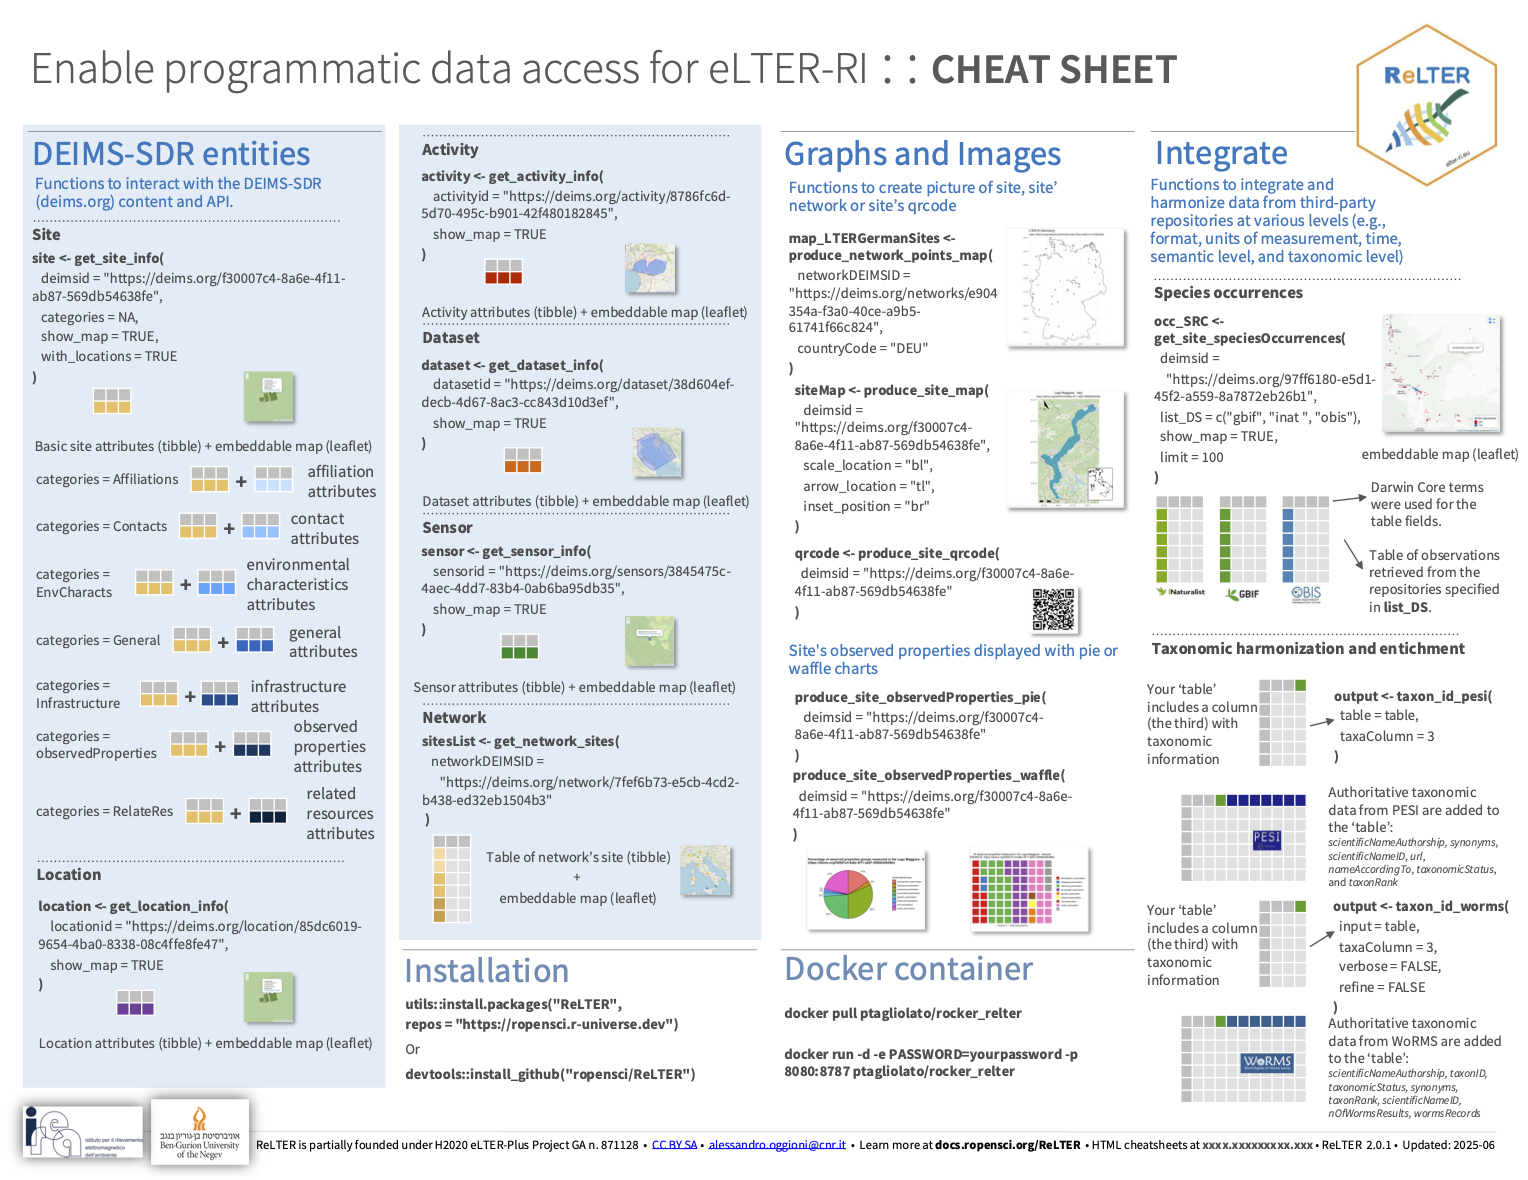 Enable programmatic data access for eLTER-RI :: CHEAT SHEET
ReLTER
elter-ri.eu
DEIMS-SDR entities
Functions to interact with the DEIMS-SDR
(deims.org) content and API.
Site
site <- get_site_info(
deimsid = "https://deims.org/f30007c4-8a6e-4f11-
ab87-569db54638fe",
categories = NA,
show_map = TRUE,
with_locations = TRUE
)
Basic site attributes (tibble) + embeddable map (leaflet)
categories = Affiliations
+
affiliation
attributes
categories = Contacts
+
contact
attributes
categories =
EnvCharacts
+
environmental
characteristics
attributes
categories = General
+
general
attributes
categories =
Infrastructure
+
infrastructure
attributes
categories =
observedProperties
+
observed
properties
attributes
categories = RelateRes
+
related
resources
attributes
Location
location <- get_location_info(
locationid = "https://deims.org/location/85dc6019-
9654-4ba0-8338-08c4ffe8fe47",
show_map = TRUE
)
Location attributes (tibble) + embeddable map (leaflet)
Activity
activity <- get_activity_info(
activityid = "https://deims.org/activity/8786fc6d-
5d70-495c-b901-42f480182845",
show_map = TRUE
)
Activity attributes (tibble) + embeddable map (leaflet)
Dataset
dataset <- get_dataset_info(
datasetid = "https://deims.org/dataset/38d604ef-
decb-4d67-8ac3-cc843d10d3ef",
show_map = TRUE
)
Dataset attributes (tibble) + embeddable map (leaflet)
Sensor
sensor <- get_sensor_info(
sensorid = "https://deims.org/sensors/3845475c-
4aec-4dd7-83b4-0ab6ba95db35",
show_map = TRUE
)
Sensor attributes (tibble) + embeddable map (leaflet)
Network
sitesList <- get_network_sites(
networkDEIMSID =
"https://deims.org/network/7fef6b73-e5cb-4cd2-
b438-ed32eb1504b3"
)
Table of network's site (tibble)
+
embeddable map (leaflet)
Installation
utils::install.packages("ReLTER",
repos = "https://ropensci.r-universe.dev")
Or
devtools::install_github("ropensci/ReLTER")
Graphs and Images
Functions to create picture of site, site'
network or site's qrcode
map_LTERGermanSites <-
produce_network_points_map(
networkDEIMSID =
"https://deims.org/networks/e904
354a-f3a0-40ce-a9b5-
61741f66c824",
countryCode = "DEU"
)
siteMap <- produce_site_map(
deimsid =
"https://deims.org/f30007c4-
8a6e-4f11-ab87-569db54638fe",
scale_location = "bl",
arrow_location = "tl",
inset_position = "br"
)
qrcode <- produce_site_qrcode(
deimsid = "https://deims.org/f30007c4-8a6e-
4f11-ab87-569db54638fe"
)
Site's observed properties displayed with pie or
waffle charts
produce_site_observedProperties_pie(
deimsid = "https://deims.org/f30007c4-
8a6e-4f11-ab87-569db54638fe"
)
produce_site_observedProperties_waffle(
deimsid = "https://deims.org/f30007c4-8a6e-
4f11-ab87-569db54638fe"
)
Docker container
docker pull ptagliolato/rocker_relter
docker run -d -e PASSWORD=yourpassword -p
8080:8787 ptagliolato/rocker_relter
Integrate
Functions to integrate and
harmonize data from third-party
repositories at various levels (e.g.,
format, units of measurement, time,
semantic level, and taxonomic level)
Species occurrences
occ_SRC <-
get_site_speciesOccurrences(
deimsid =
"https://deims.org/97ff6180-e5d1-
45f2-a559-8a7872eb26b1",
list_DS = c("gbif", "inat ", "obis"),
show_map = TRUE,
limit = 100
)
embeddable map (leaflet)
iNaturalist
GBIF
OBIS
Darwin Core terms
were used for the
table fields.
Table of observations
retrieved from the
repositories specified
in list_DS.
Taxonomic harmonization and entichment
Your 'table'
includes a column
(the third) with
taxonomic
information
output <- taxon_id_pesi(
table = table,
taxaColumn = 3
)
PESI
Authoritative taxonomic
data from PESI are added to
the 'table':
scientificNameAuthorship, synonyms,
scientificNameID, url,
nameAccordingTo, taxonomicStatus,
and taxonRank
Your 'table'
includes a column
(the third) with
taxonomic
information
output <- taxon_id_worms(
input = table,
taxaColumn = 3,
verbose = FALSE,
refine = FALSE
)
WoRMS
Authoritative taxonomic
data from WoRMS are added
to the 'table':
scientificNameAuthorship, taxonID,
taxonomicStatus, synonyms,
taxonRank, scientificNameID,
nOfWormsResults, wormsRecords
irea
istituto per il rilevamento
elettromagnetico
dell'ambiente
אוניברסיטת בן-גוריון בנגב
Ben-Gurion University
of the Negev
ReLTER is partially founded under H2020 eLTER-Plus Project GA n. 871128 • CC BY SA • alessandro.oggioni@cnr.it • Learn more at docs.ropensci.org/ReLTER • HTML cheatsheets at xxxx.xxxxxxxxxx.xxx • ReLTER 2.0.1 • Updated: 2025-06